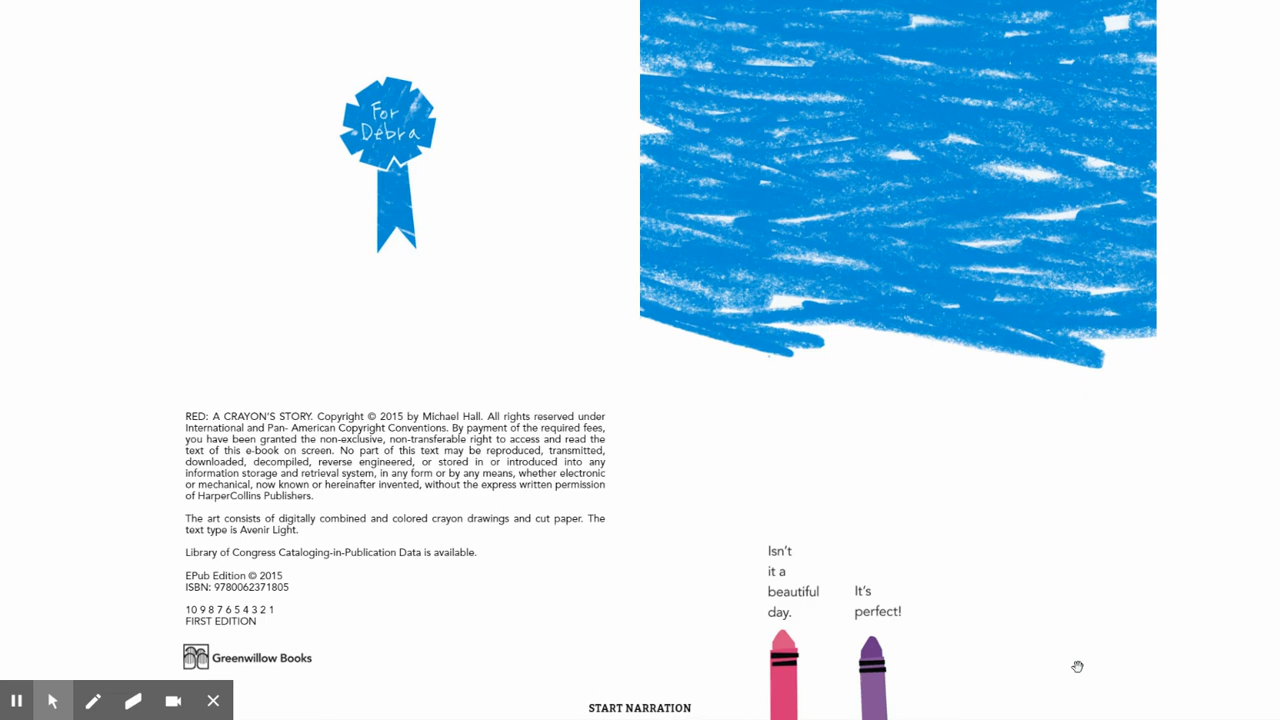 For
Debra
RED: A CRAYON'S STORY. Copyright © 2015 by Michael Hall. All rights reserved under
International and Pan- American Copyright Conventions. By payment of the required fees,
you have been granted the non-exclusive, non-transferable right to access and read the
text of this e-book on screen. No part of this text may be reproduced, transmitted,
downloaded, decompiled, reverse engineered, or stored in or introduced into any
information storage and retrieval system, in any form or by any means, whether electronic
or mechanical, now known or hereinafter invented, without the express written permission
of HarperCollins Publishers.
The art consists of digitally combined and colored crayon drawings and cut paper. The
text type is Avenir Light.
Library of Congress Cataloging-in-Publication Data is available.
EPub Edition © 2015
ISBN: 9780062371805
10 9 8 7 6 5 4 3 2 1
FIRST EDITION
Greenwillow Books
Isn't
it a
beautiful
day.
It's
perfect!
START NARRATION